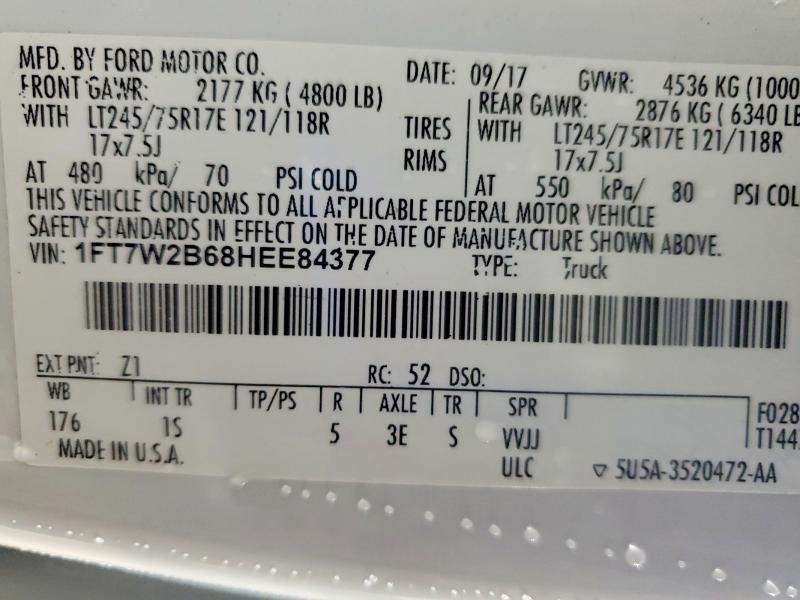 MFD. BY FORD MOTOR CO.
DATE: 09/17
GVWR: 4536 KG (1000
FRONT GAWR: 2177 KG ( 4800 LB)
REAR GAWR: 2876 KG ( 6340 LB
WITH LT245/75R17E 121/118R
TIRES
WITH LT245/75R17E 121/118R
17x7.5J
RIMS
17x7.5J
AT 480 kPa/ 70 PSI COLD
AT 550 kPa/ 80 PSI COL
THIS VEHICLE CONFORMS TO ALL APPLICABLE FEDERAL MOTOR VEHICLE
SAFETY STANDARDS IN EFFECT ON THE DATE OF MANUFACTURE SHOWN ABOVE.
VIN: 1FT7W2B68HEE84377
TYPE: Truck
EXT PNT: Z1
RC: 52 DSO:
WB INT TR TP/PS R AXLE TR SPR
176 1S 5 3E S VVJJ
F028
T144
MADE IN U.S.A.
ULC
▽ 5U5A-3520472-AA